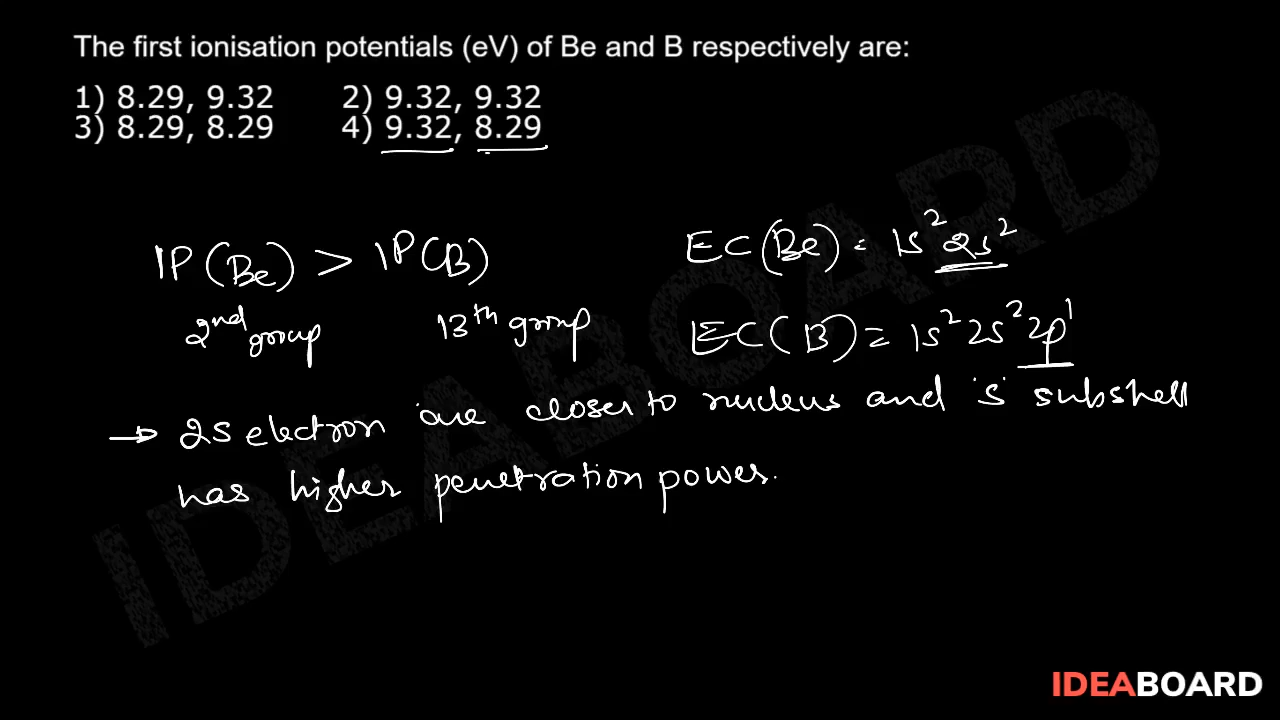 The first ionisation potentials (eV) of Be and B respectively are:
1) 8.29, 9.32 2) 9.32, 9.32
3) 8.29, 8.29 4) 9.32, 8.29
IP (Be) > IP (B) EC (Be) = 1s² 2s²
2nd group 13th group EC (B) = 1s² 2s² 2p¹
→ 2s electron are closer to nucleus and 's' subshell
has higher penetration power.
IDEABOARD
IDEABOARD